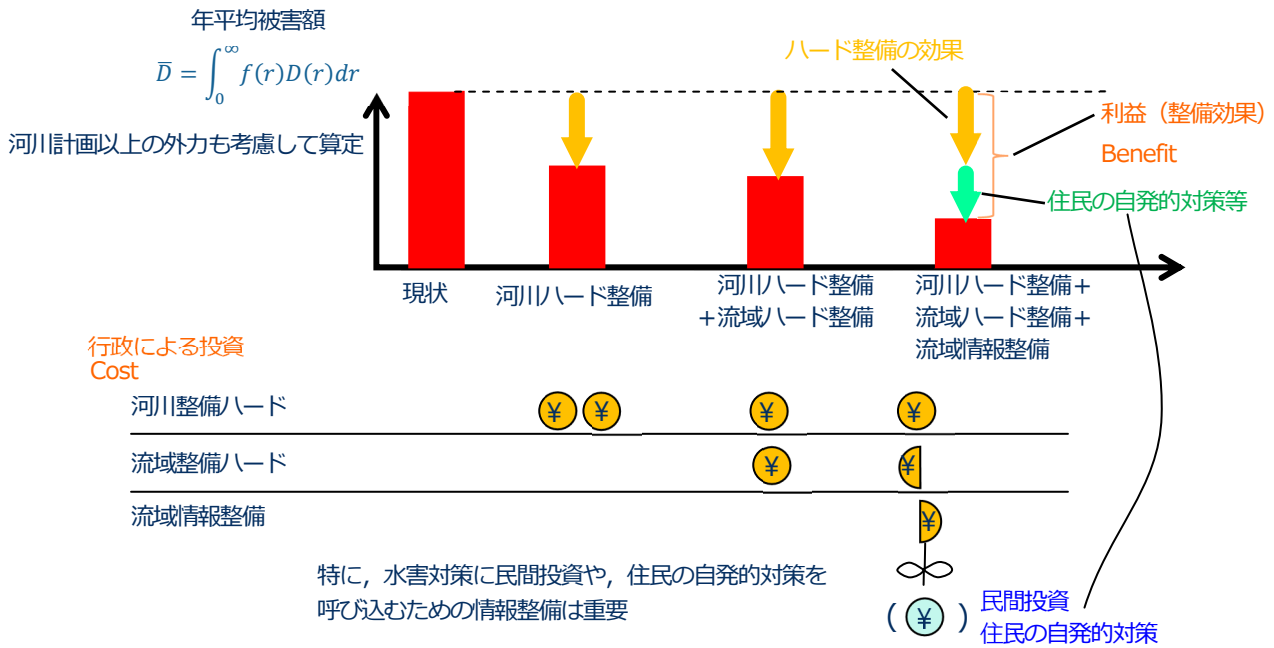 年平均被害額
D̅ = ∫₀^∞ f(r)D(r)dr
河川計画以上の外力も考慮して算定
ハード整備の効果
利益（整備効果）
Benefit
住民の自発的対策等
現状
河川ハード整備
河川ハード整備
+流域ハード整備
河川ハード整備+
流域ハード整備+
流域情報整備
行政による投資
Cost
河川整備ハード
¥ ¥ ¥ ¥
流域整備ハード
¥ ¥
流域情報整備
¥
特に，水害対策に民間投資や，住民の自発的対策を
呼び込むための情報整備は重要
(¥)
民間投資
住民の自発的対策